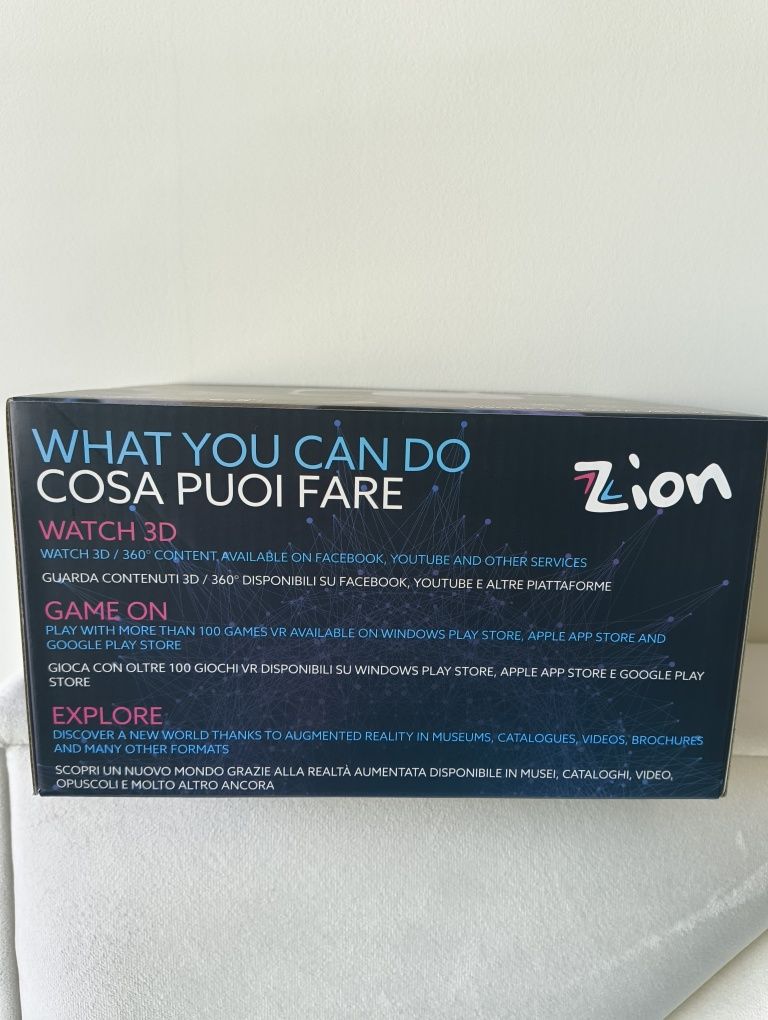 WHAT YOU CAN DO
COSA PUOI FARE
Zion
WATCH 3D
WATCH 3D / 360° CONTENT AVAILABLE ON FACEBOOK, YOUTUBE AND OTHER SERVICES
GUARDA CONTENUTI 3D / 360° DISPONIBILI SU FACEBOOK, YOUTUBE E ALTRE PIATTAFORME
GAME ON
PLAY WITH MORE THAN 100 GAMES VR AVAILABLE ON WINDOWS PLAY STORE, APPLE APP STORE AND
GOOGLE PLAY STORE
GIOCA CON OLTRE 100 GIOCHI VR DISPONIBILI SU WINDOWS PLAY STORE, APPLE APP STORE E GOOGLE PLAY
STORE
EXPLORE
DISCOVER A NEW WORLD THANKS TO AUGMENTED REALITY IN MUSEUMS, CATALOGUES, VIDEOS, BROCHURES
AND MANY OTHER FORMATS
SCOPRI UN NUOVO MONDO GRAZIE ALLA REALTÀ AUMENTATA DISPONIBILE IN MUSEI, CATALOGHI, VIDEO,
OPUSCOLI E MOLTO ALTRO ANCORA